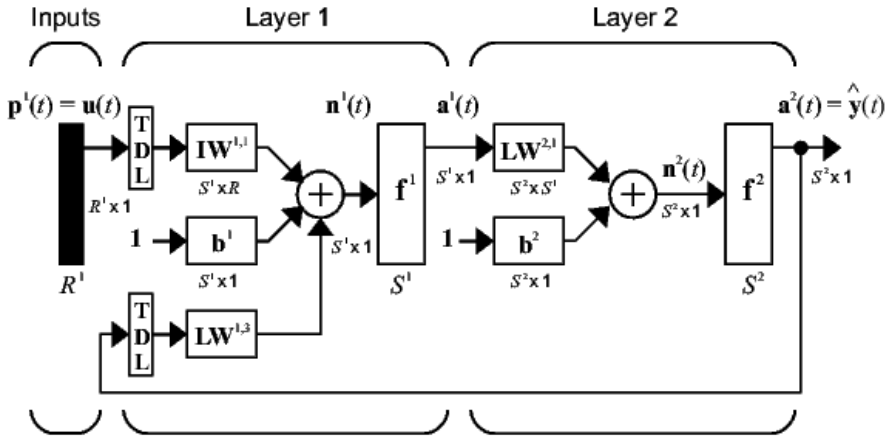 Inputs Layer 1 Layer 2
p¹(t) = u(t) n¹(t) a¹(t) a²(t) = ŷ(t)
TDL IW¹,¹ f¹ LW²,¹ n²(t) f²
R¹ x 1 S¹ x R S¹ x 1 S² x S¹ S² x 1 S² x 1
1 b¹ S¹ x 1 1 b²
R¹ S¹ x 1 S¹ S² x 1 S²
TDL LW¹,³